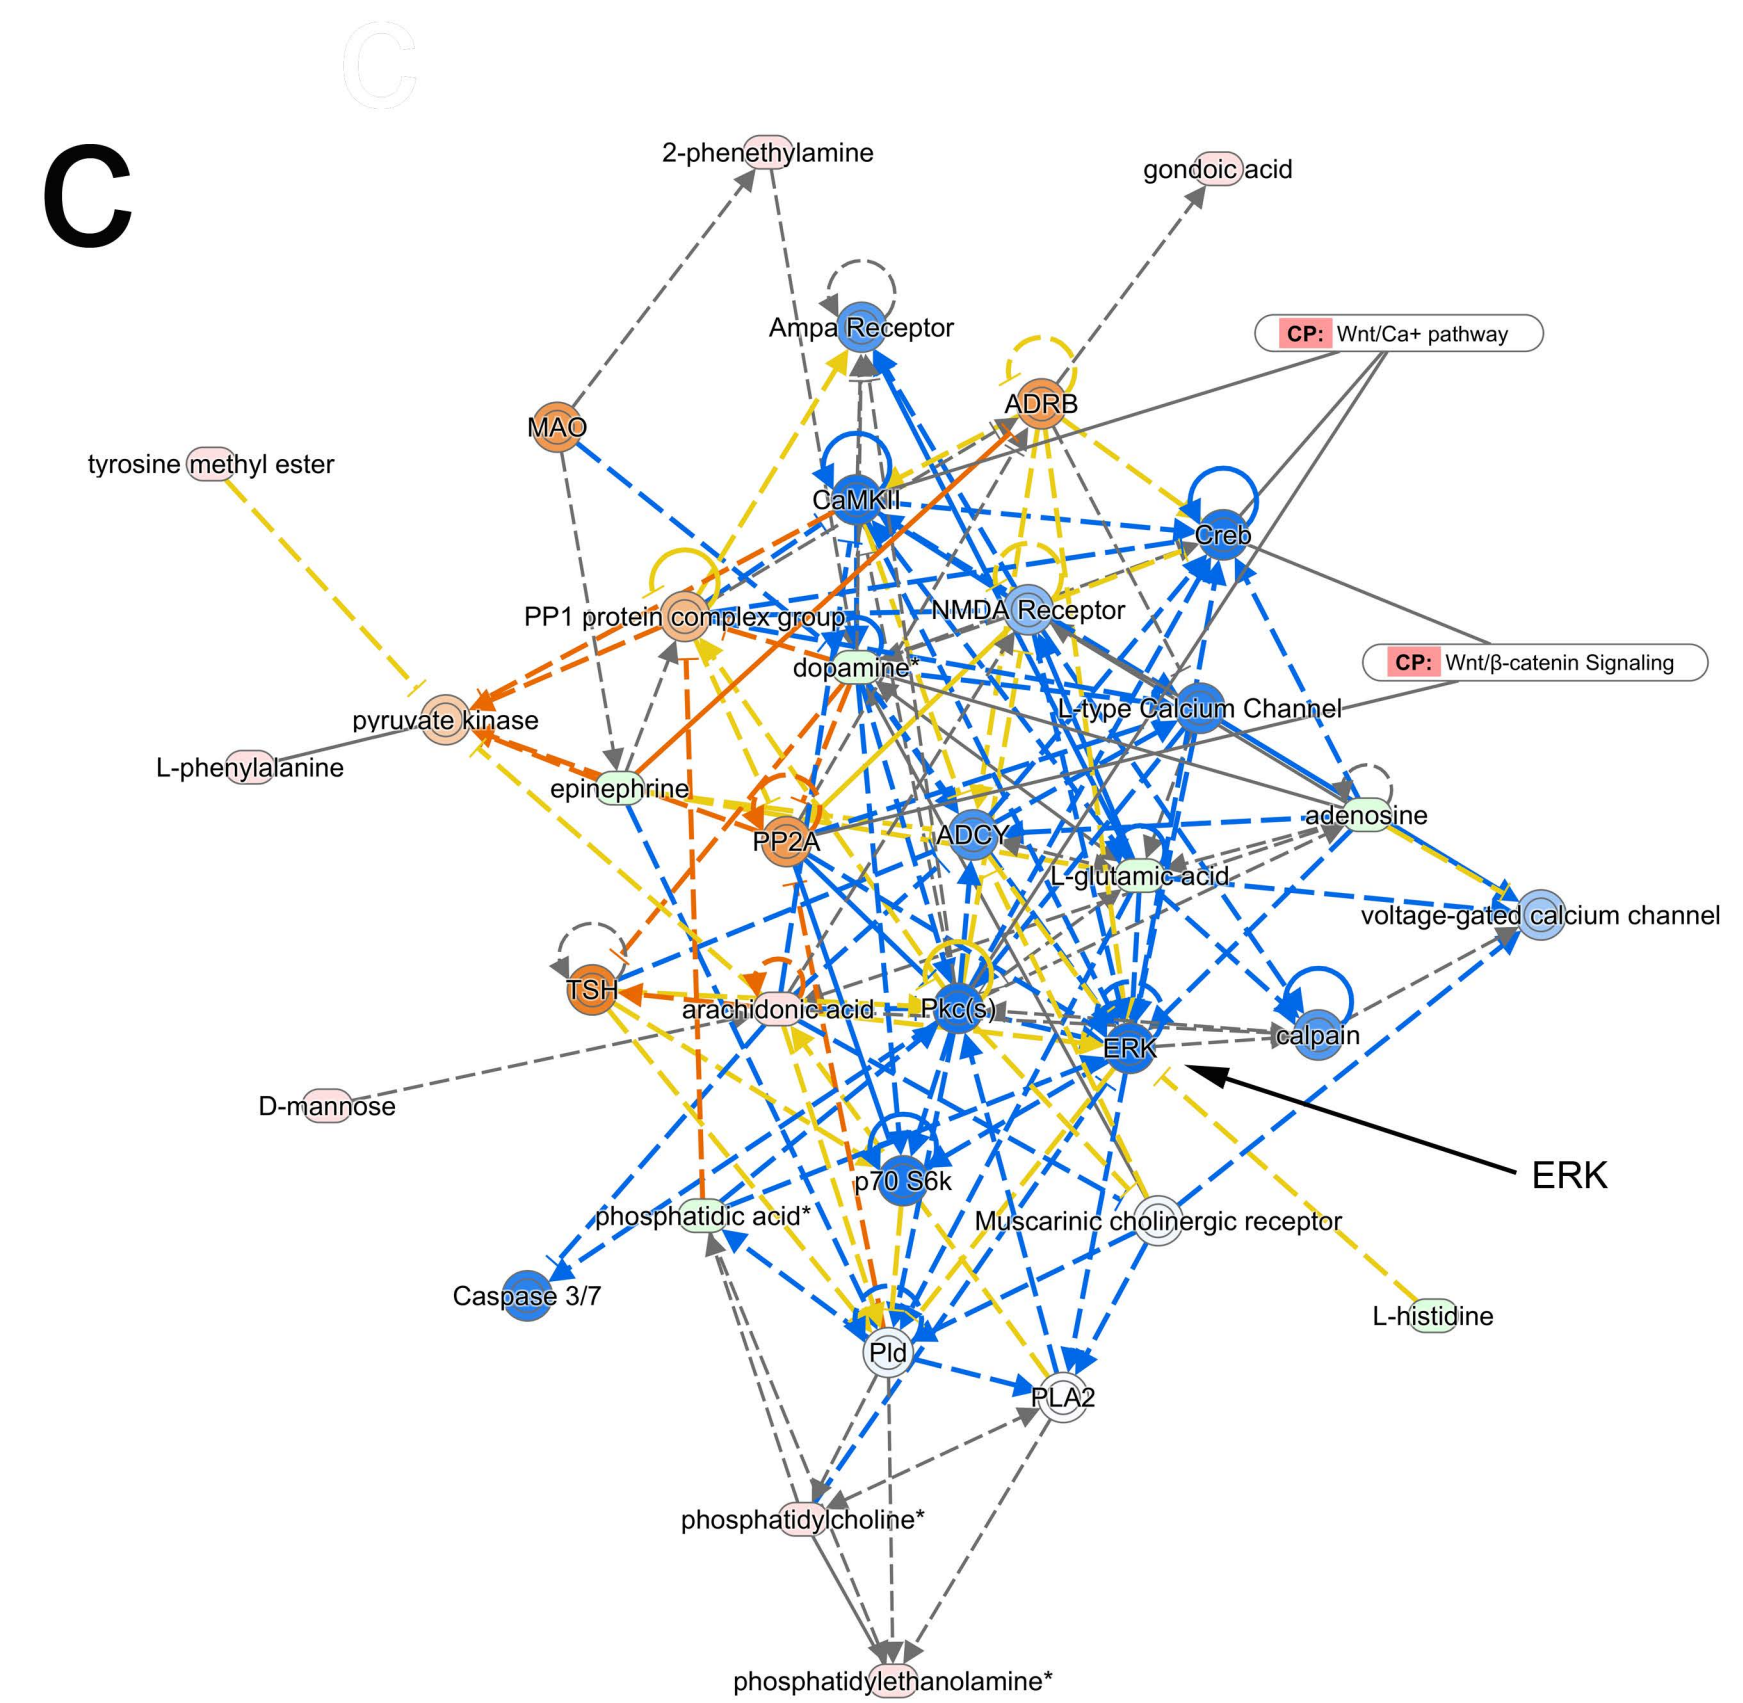 C
C
2-phenethylamine
gondoic acid
Ampa Receptor
CP: Wnt/Ca+ pathway
ADRB
MAO
tyrosine methyl ester
CaMKII
Creb
NMDA Receptor
PP1 protein complex group
CP: Wnt/β-catenin Signaling
dopamine*
L-type Calcium Channel
pyruvate kinase
L-phenylalanine
epinephrine
adenosine
PP2A
ADCY
L-glutamic acid
voltage-gated calcium channel
TSH
arachidonic acid
Pkc(s)
calpain
ERK
D-mannose
ERK
p70 S6k
phosphatidic acid*
Muscarinic cholinergic receptor
Caspase 3/7
L-histidine
Pld
PLA2
phosphatidylcholine*
phosphatidylethanolamine*